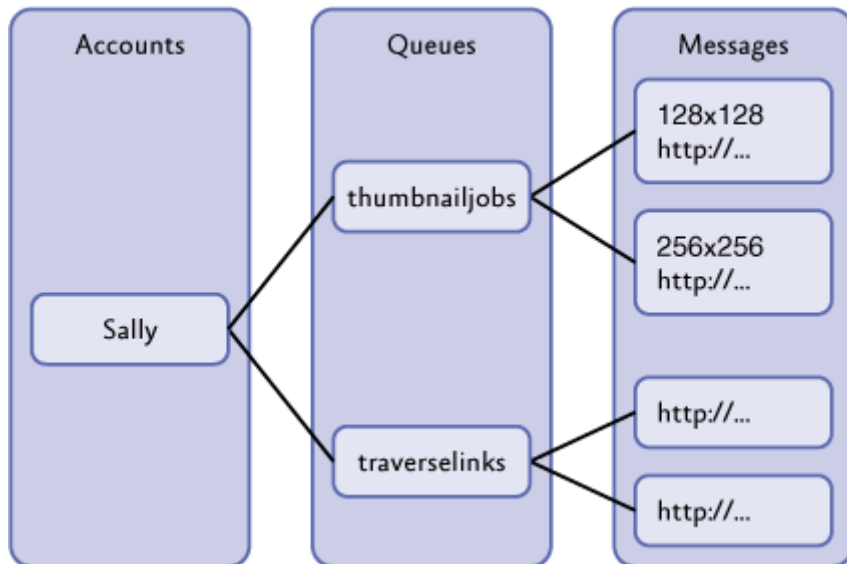 Accounts
Queues
Messages
Sally
thumbnailjobs
traverselinks
128x128
http://...
256x256
http://...
http://...
http://...